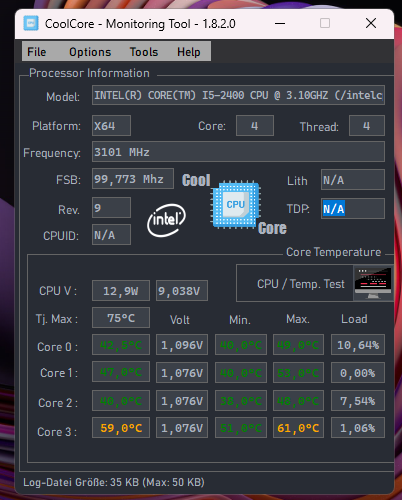 CoolCore - Monitoring Tool - 1.8.2.0
File Options Tools Help
Processor Information
Model: INTEL(R) CORE(TM) I5-2400 CPU @ 3.10GHZ (/intelc
Platform: X64 Core: 4 Thread: 4
Frequency: 3101 MHz
FSB: 99,773 Mhz Cool Lith N/A
Rev. 9 intel CPU Core TDP: N/A
CPUID: N/A
Core Temperature
CPU / Temp. Test
CPU V : 12,9W 9,038V
Tj. Max : 75°C Volt Min. Max. Load
Core 0 : 1,096V 40,0°C 49,0°C 10,64%
Core 1 : 47,0°C 1,076V 40,0°C 53,0°C 0,00%
Core 2 : 40,0°C 1,076V 38,0°C 48,0°C 7,54%
Core 3 : 59,0°C 1,076V 51,0°C 61,0°C 1,06%
Log-Datei Größe: 35 KB (Max: 50 KB)